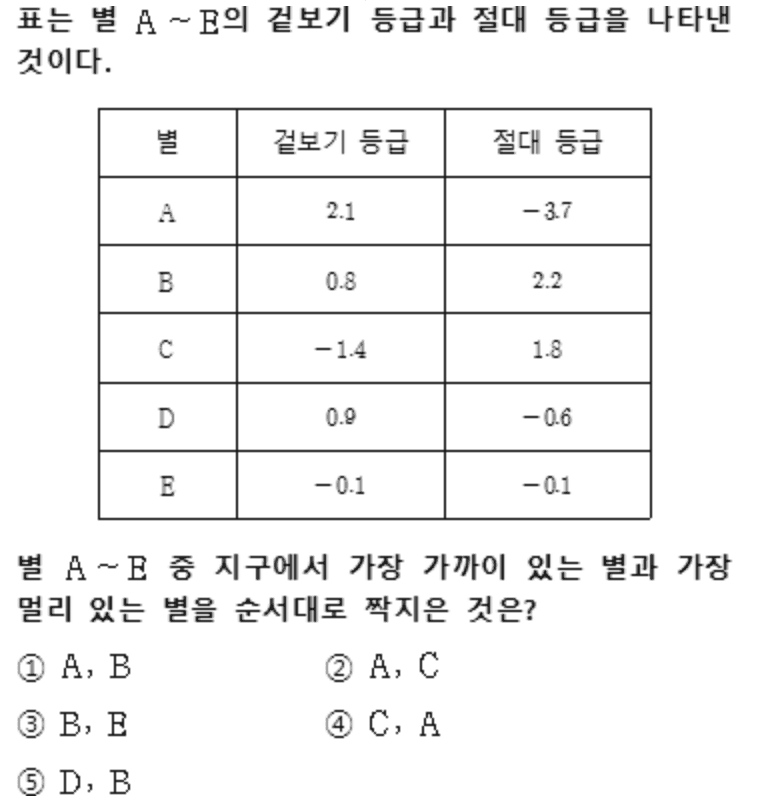 표는 별 A ~ E의 겉보기 등급과 절대 등급을 나타낸
것이다.
별 겉보기 등급 절대 등급
A 2.1 -3.7
B 0.8 2.2
C -1.4 1.8
D 0.9 -0.6
E -0.1 -0.1
별 A ~ E 중 지구에서 가장 가까이 있는 별과 가장
멀리 있는 별을 순서대로 짝지은 것은?
① A, B ② A, C
③ B, E ④ C, A
⑤ D, B